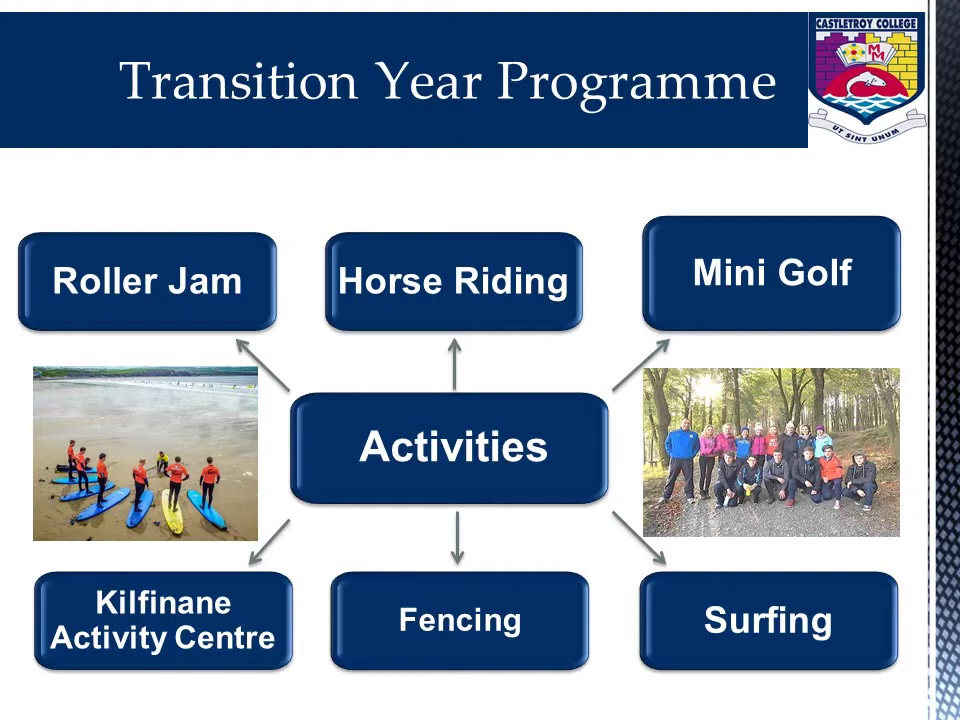 CASTLETROY COLLEGE
MM
UT SINT UNUM
Transition Year Programme
Roller Jam
Horse Riding
Mini Golf
Activities
Kilfinane
Activity Centre
Fencing
Surfing